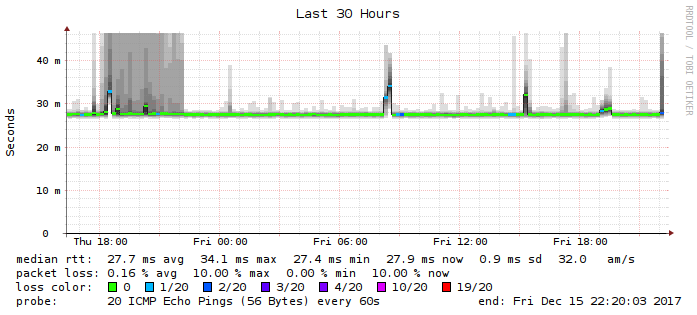 Last 30 Hours
RRDTOOL / TOBI OETIKER
Seconds
40 m
30 m
20 m
10 m
0
Thu 18:00 Fri 00:00 Fri 06:00 Fri 12:00 Fri 18:00
median rtt: 27.7 ms avg 34.1 ms max 27.4 ms min 27.9 ms now 0.9 ms sd 32.0 am/s
packet loss: 0.16 % avg 10.00 % max 0.00 % min 10.00 % now
loss color: 0 1/20 2/20 3/20 4/20 10/20 19/20
probe: 20 ICMP Echo Pings (56 Bytes) every 60s end: Fri Dec 15 22:20:03 2017